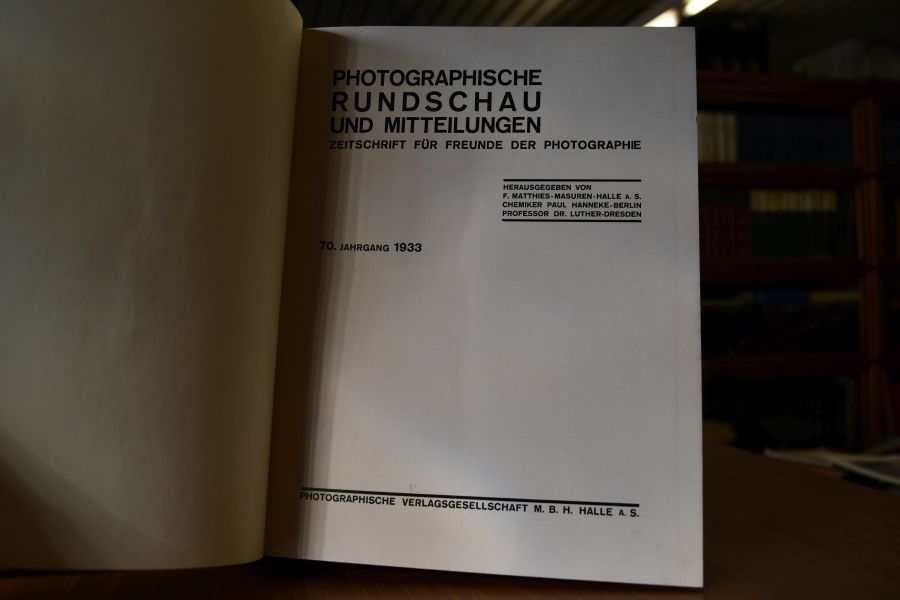 PHOTOGRAPHISCHE
RUNDSCHAU
UND MITTEILUNGEN
ZEITSCHRIFT FÜR FREUNDE DER PHOTOGRAPHIE
HERAUSGEGEBEN VON
F. MATTHIES-MASUREN-HALLE A. S.
CHEMIKER PAUL HANNEKE-BERLIN
PROFESSOR DR. LUTHER-DRESDEN
70. JAHRGANG 1933
PHOTOGRAPHISCHE VERLAGSGESELLSCHAFT M. B. H. HALLE A. S.